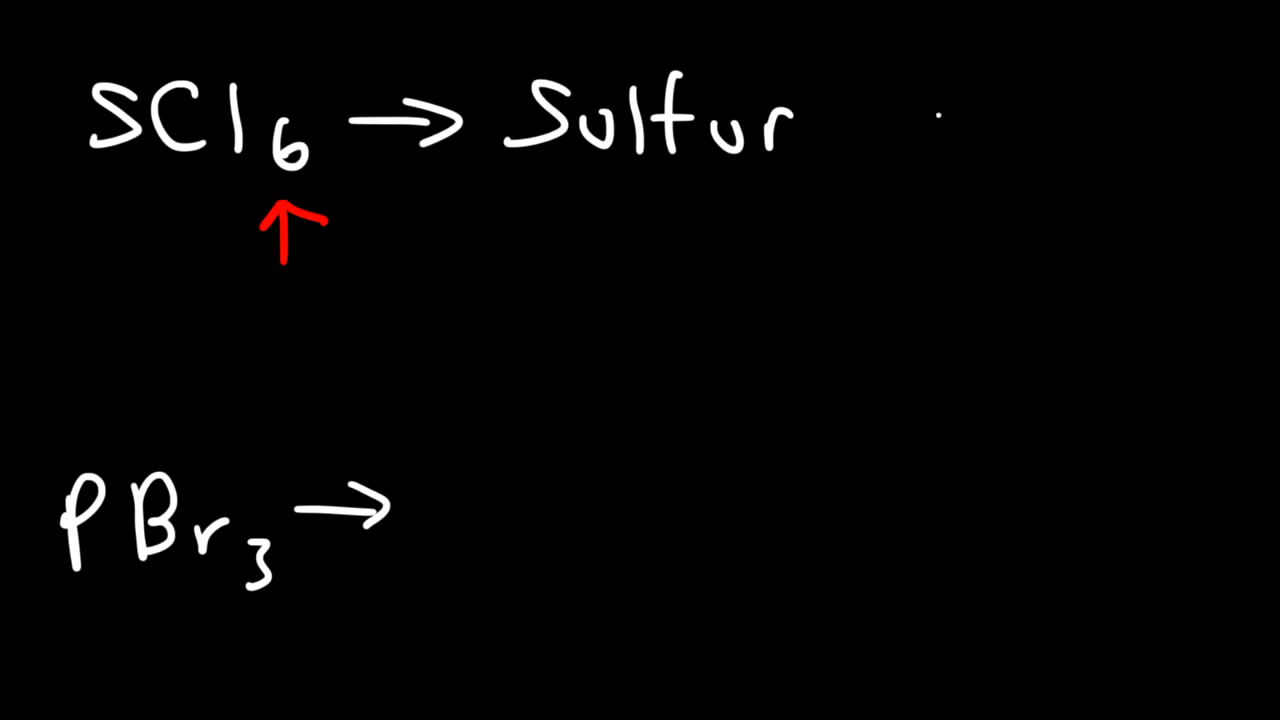 SCl₆ → Sulfur
PBr₃ →